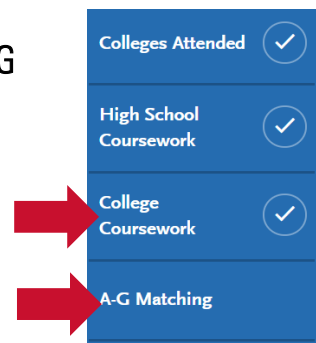 G
Colleges Attended
High School
Coursework
College
Coursework
A-G Matching